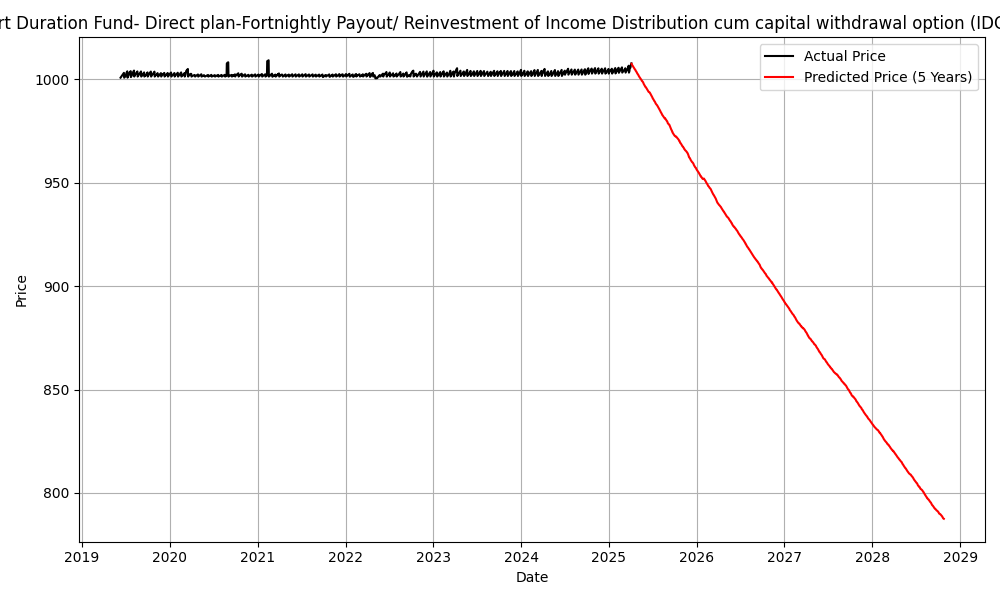 rt Duration Fund- Direct plan-Fortnightly Payout/ Reinvestment of Income Distribution cum capital withdrawal option (IDC
Actual Price
Predicted Price (5 Years)
1000
950
900
850
800
Price
2019 2020 2021 2022 2023 2024 2025 2026 2027 2028 2029
Date